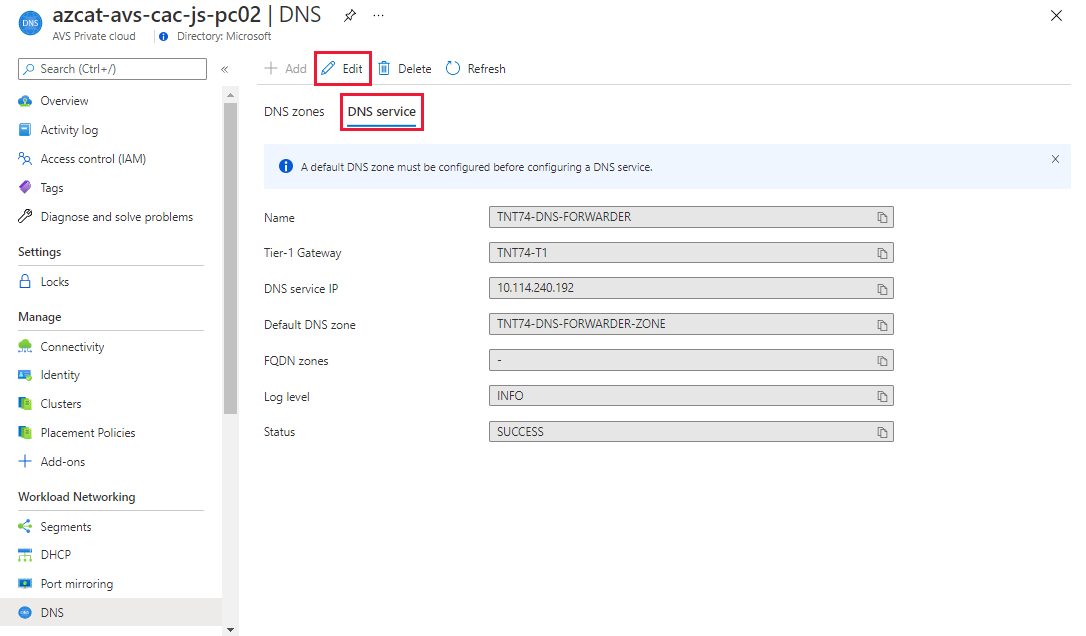 DNS
azcat-avs-cac-js-pc02 | DNS
AVS Private cloud
Directory: Microsoft
Search (Ctrl+/)
Overview
Activity log
Access control (IAM)
Tags
Diagnose and solve problems
Settings
Locks
Manage
Connectivity
Identity
Clusters
Placement Policies
Add-ons
Workload Networking
Segments
DHCP
Port mirroring
DNS
Add Edit Delete Refresh
DNS zones DNS service
A default DNS zone must be configured before configuring a DNS service.
Name TNT74-DNS-FORWARDER
Tier-1 Gateway TNT74-T1
DNS service IP 10.114.240.192
Default DNS zone TNT74-DNS-FORWARDER-ZONE
FQDN zones -
Log level INFO
Status SUCCESS